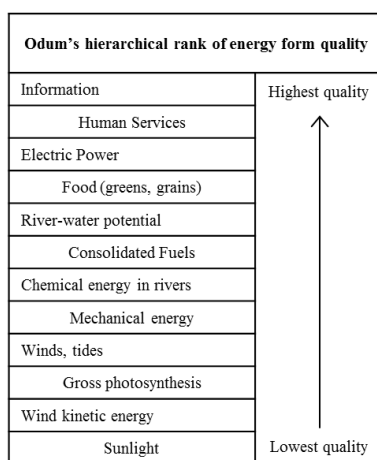 Odum's hierarchical rank of energy form quality
Information
Highest quality
Human Services
Electric Power
Food (greens, grains)
River-water potential
Consolidated Fuels
Chemical energy in rivers
Mechanical energy
Winds, tides
Gross photosynthesis
Wind kinetic energy
Sunlight
Lowest quality